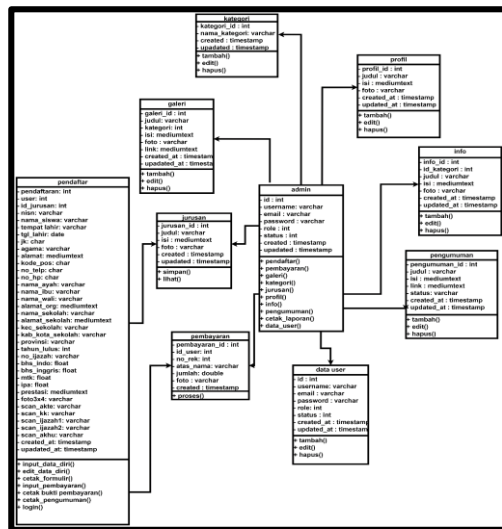 kategori
- kategori_id : int
- nama_kategori: varchar
- created : timestamp
- upadated : timestamp
+ tambah()
+ edit()
+ hapus()
profil
- profil_id : int
- judul: varchar
- isi : mediumtext
- foto : varchar
- created_at : timestamp
- updated_at : timestamp
+ tambah()
+ edit()
+ hapus()
galeri
- galeri_id : int
- judul: varchar
- kategori: int
- isi: mediumtext
- foto : varchar
- link: mediumtext
- created_at : timestam
- upadated_at : timestam
+ tambah()
+ edit()
+ hapus()
info
- info_id : int
- id_kategori : int
- judul : varchar
- isi : mediumtext
- foto : varchar
- created_at : timestamp
- updated_at : timestamp
+ tambah()
+ edit()
+ hapus()
pendaftar
- pendaftaran: int
- user: int
- id_jurusan: int
- nisn: varchar
- nama_siswa: varchar
- tempat lahir: varchar
- tgl_lahir: date
- jk: char
- agama: varchar
- alamat: mediumtext
- kode_pos: char
- no_telp: char
- no_hp: char
- nama_ayah: varchar
- nama_ibu: varchar
- nama_wali: varchar
- alamat_org: mediumtext
- nama_sekolah: varchar
- alamat_sekolah: mediumtext
- kec_sekolah: varchar
- kab_kota_sekolah: varchar
- provinsi: varchar
- tahun_lulus: int
- no_ijazah: varchar
- bhs_indo: float
- bhs_inggris: float
- mtk: float
- ipa: float
- prestasi: mediumtext
- foto3x4: varchar
- scan_akte: varchar
- scan_kk: varchar
- scan_ijazah1: varchar
- scan_ijazah2: varchar
- scan_akhu: varchar
- created_at: timestamp
- updated_at: timestamp
+ input_data_diri()
+ edit_data_diri()
+ cetak_formulir()
+ input_pembayaran()
+ cetak bukti pembayaran()
+ cetak_pengumuman()
+ login()
jurusan
- jurusan_id : int
- judul: varchar
- isi : mediumtext
- foto : varchar
- created : timestamp
- updated : timestamp
+ simpan()
+ lihat()
admin
- id : int
- username: varchar
- email : varchar
- password : varchar
- role : int
- status : int
- created : timestamp
- upadated : timestamp
+ pendaftar()
+ pembayaran()
+ galeri()
+ kategori()
+ jurusan()
+ profil()
+ info()
+ pengumuman()
+ cetak_laporan()
+ data_user()
pengumuman
- pengumuman_id : int
- judul : varchar
- isi : mediumtext
- link : mediumtext
- status: varchar
- created_at : timestamp
- updated_at : timestamp
+ tambah()
+ edit()
+ hapus()
pembayaran
- pembayaran_id : int
- id_user: int
- no_rek: int
- atas_nama: varchar
- jumlah: double
- foto : varchar
- created : timestamp
+ proses()
data user
- id : int
- username: varchar
- email : varchar
- password : varchar
- role: int
- status : int
- created_at : timestamp
- updated_at : timestamp
+ tambah()
+ edit()
+ hapus()